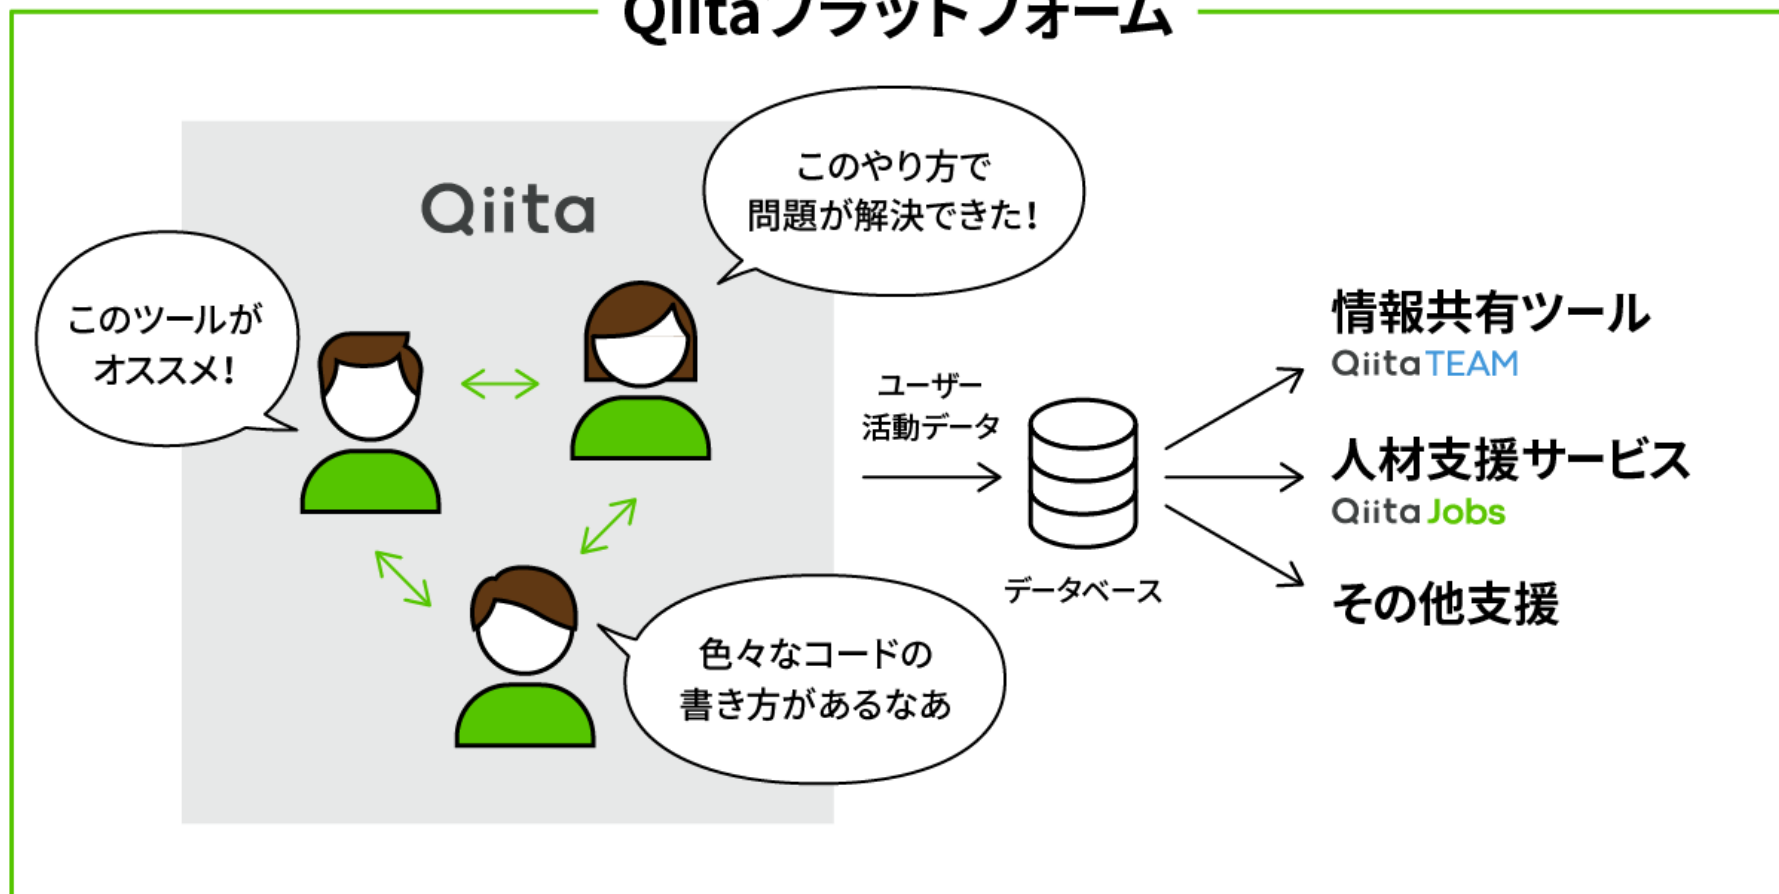 Qiitaプラットフォーム
Qiita
このやり方で
問題が解決できた！
このツールが
オススメ！
色々なコードの
書き方があるなあ
ユーザー
活動データ
データベース
情報共有ツール
Qiita TEAM
人材支援サービス
Qiita Jobs
その他支援